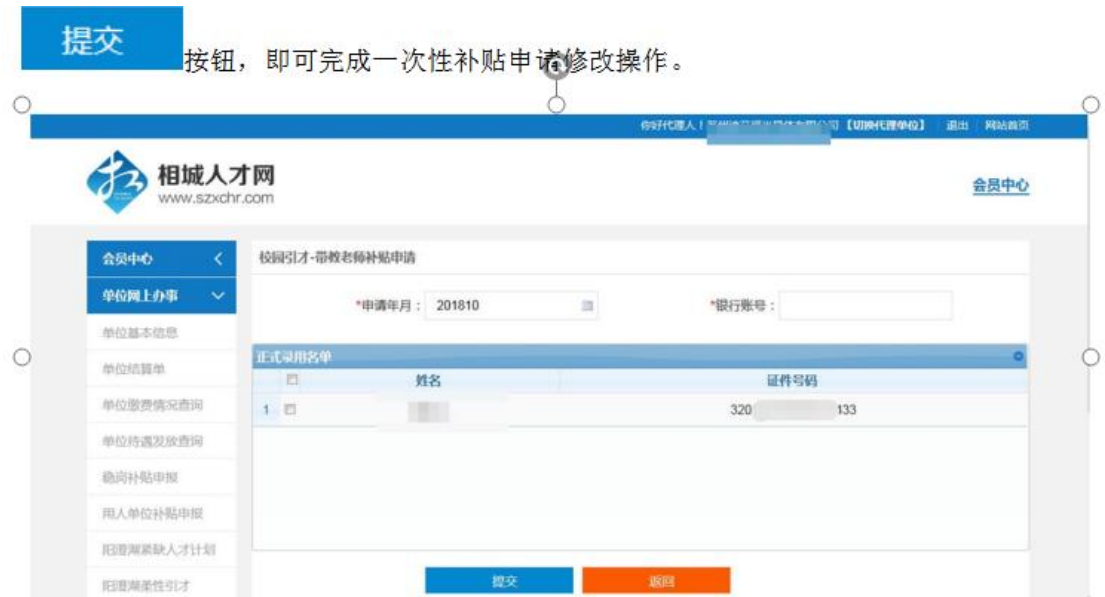 提交
按钮，即可完成一次性补贴申请修改操作。
你好代理人！ 【切换代理单位】 退出 网站首页
相城人才网
www.szxchr.com
会员中心
会员中心
校园引才-带教老师补贴申请
单位网上办事
*申请年月： 201810 *银行账号：
单位基本信息
正式录用名单
单位结算单
姓名 证件号码
单位缴费情况查询
1 320 133
单位待遇发放查询
稳岗补贴申报
用人单位补贴申报
阳澄湖紧缺人才计划
阳澄湖柔性引才
提交 返回